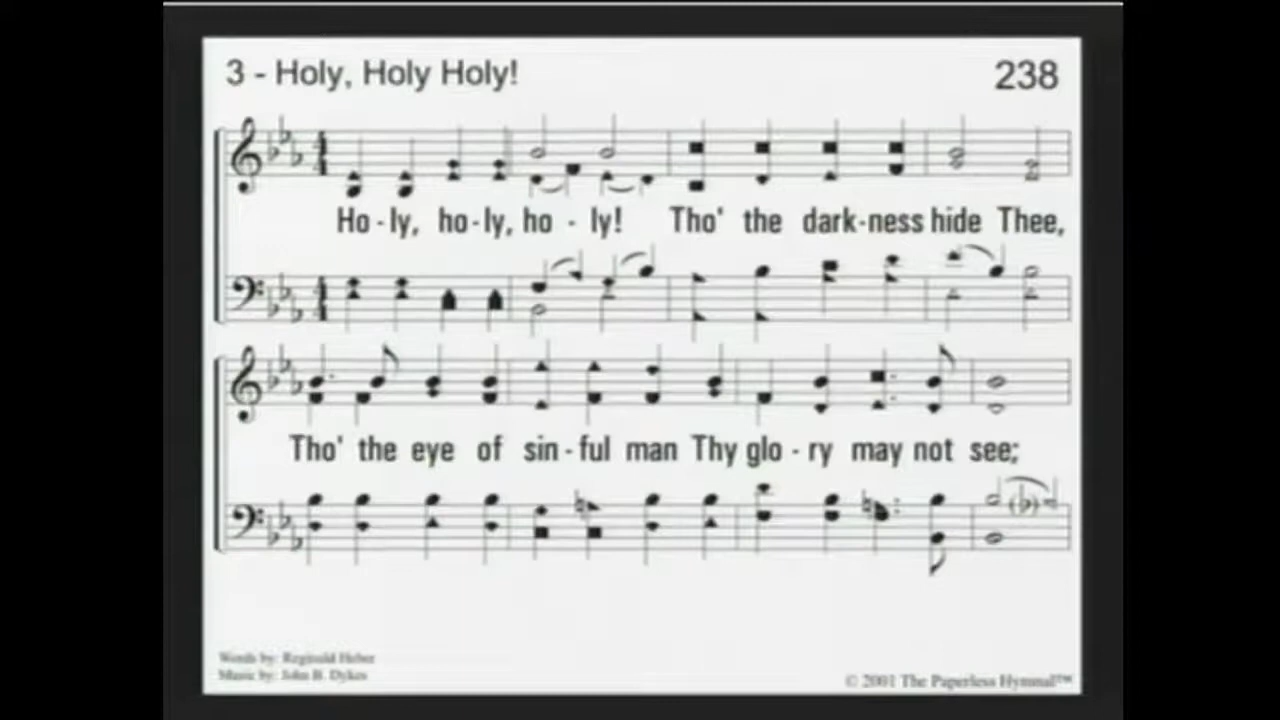 3 - Holy, Holy Holy!
238
Ho-ly, ho-ly, ho - ly! Tho' the dark-ness hide Thee,
Tho' the eye of sin-ful man Thy glo - ry may not see;
Words by: Reginald Heber
Music by: John B. Dykes
© 2001 The Paperless Hymnal™